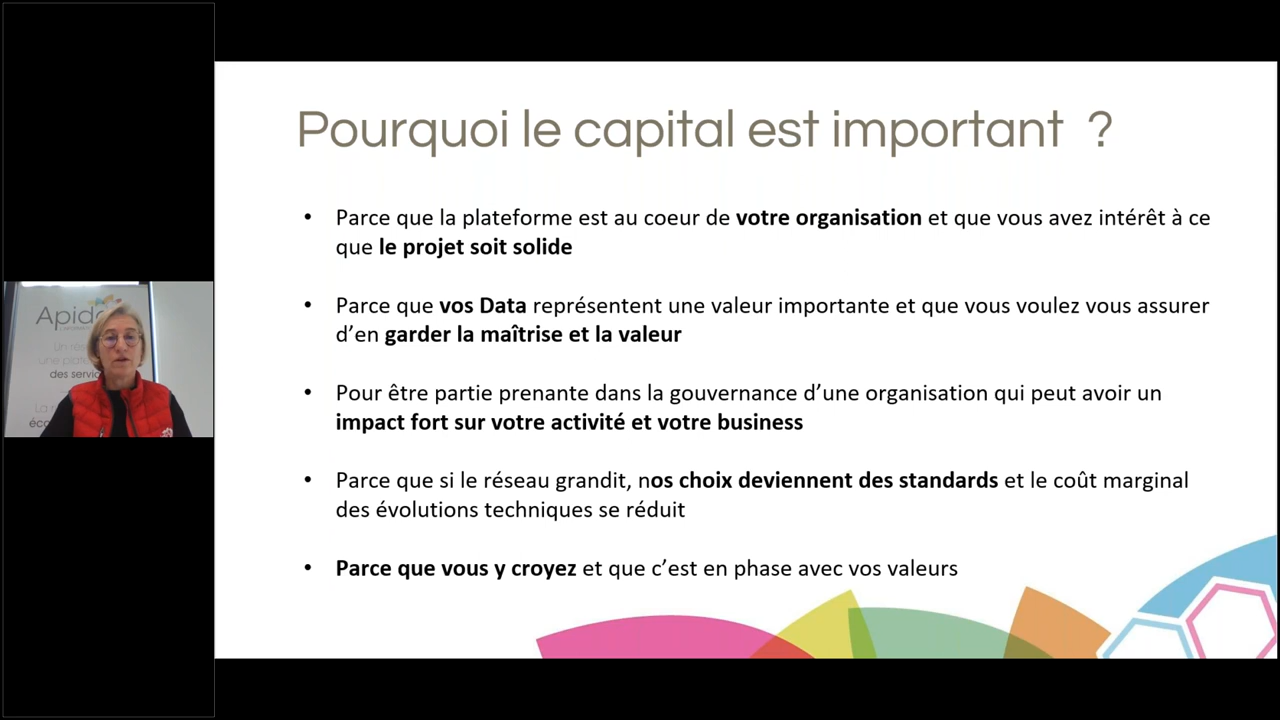 Pourquoi le capital est important ?
• Parce que la plateforme est au coeur de votre organisation et que vous avez intérêt à ce
que le projet soit solide
• Parce que vos Data représentent une valeur importante et que vous voulez vous assurer
d’en garder la maîtrise et la valeur
• Pour être partie prenante dans la gouvernance d’une organisation qui peut avoir un
impact fort sur votre activité et votre business
• Parce que si le réseau grandit, nos choix deviennent des standards et le coût marginal
des évolutions techniques se réduit
• Parce que vous y croyez et que c’est en phase avec vos valeurs
des